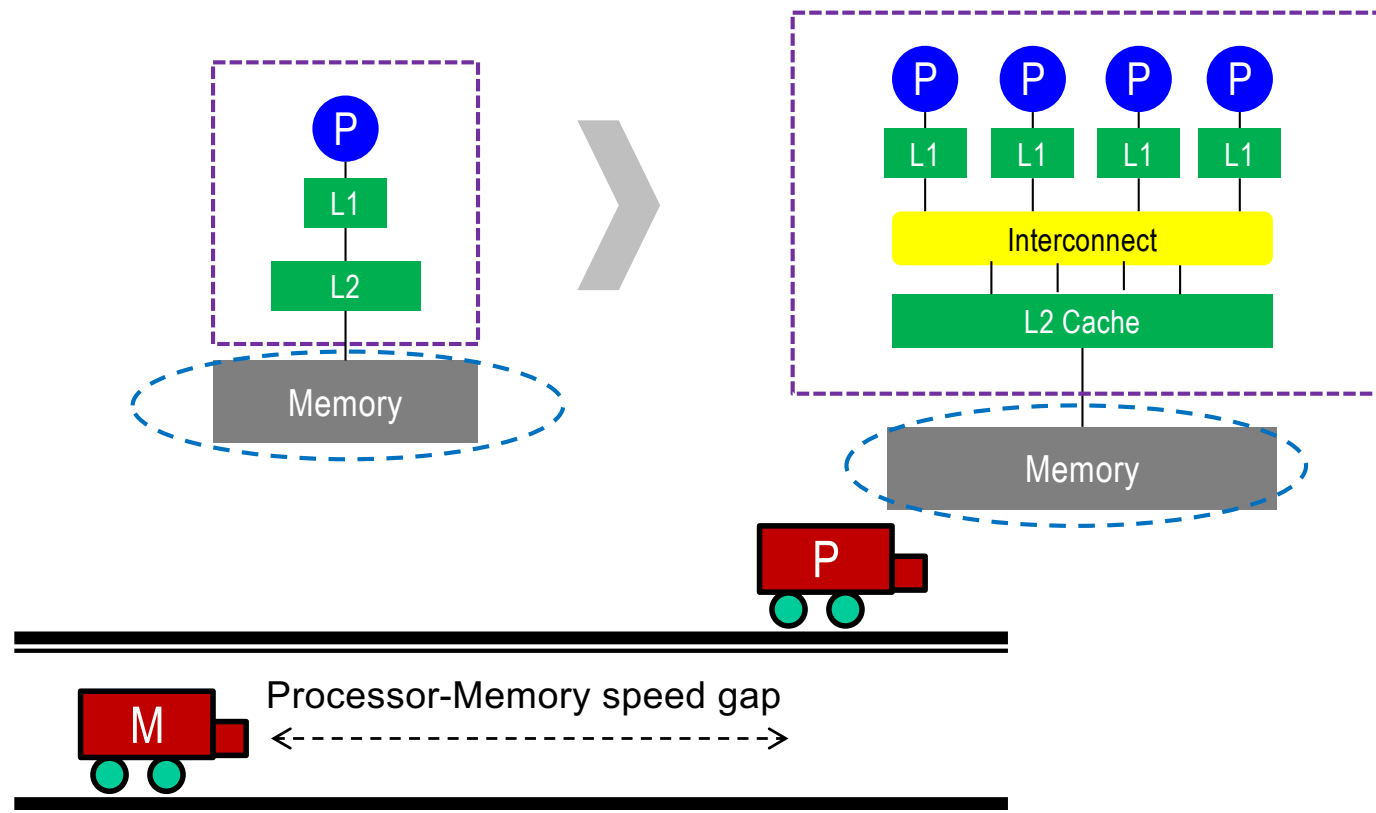 P
L1
L2
Memory
P P P P
L1 L1 L1 L1
Interconnect
L2 Cache
Memory
P
Processor-Memory speed gap
M